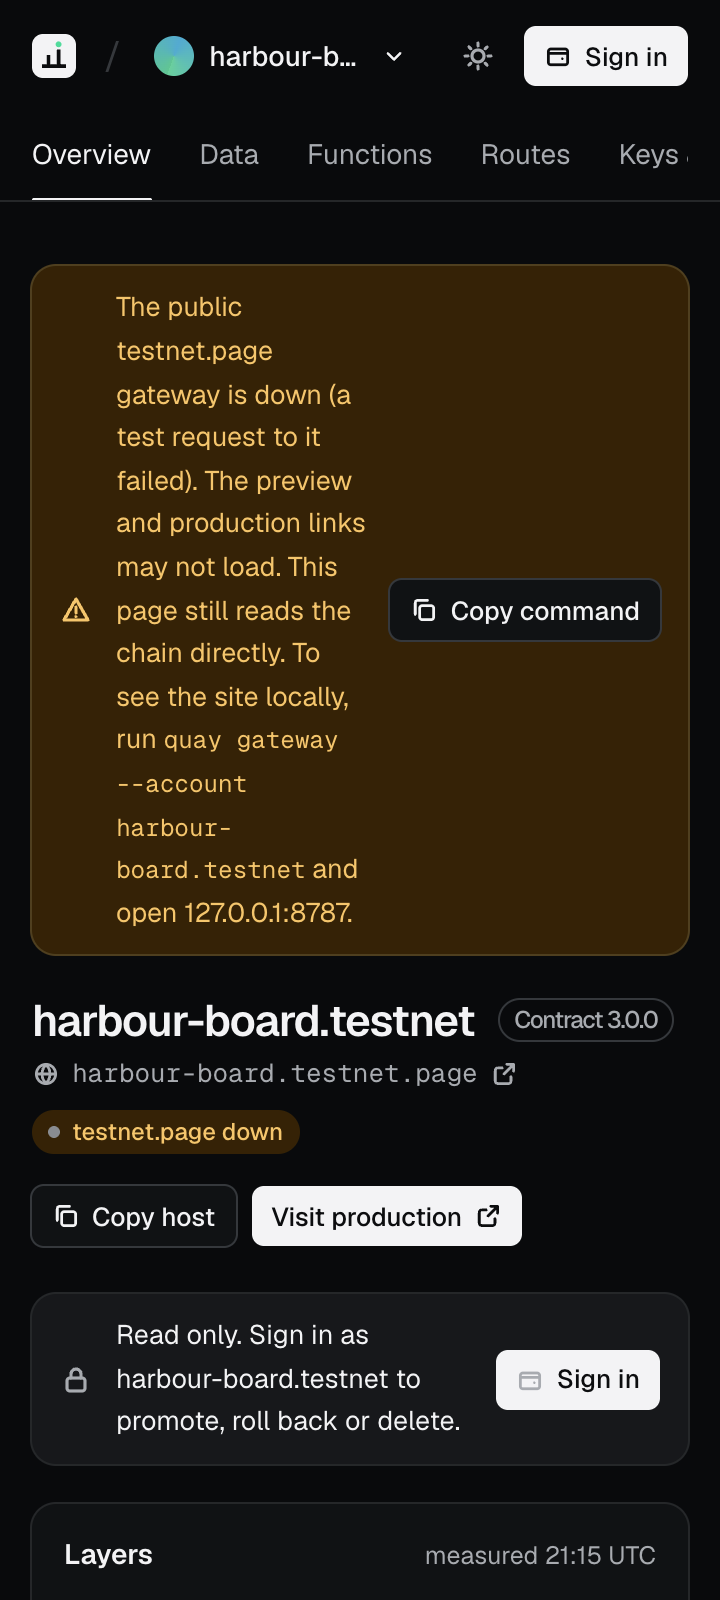 harbour-b...
Sign in
Overview Data Functions Routes Keys
The public
testnet.page
gateway is down (a
test request to it
failed). The preview
and production links
may not load. This
page still reads the
chain directly. To
see the site locally,
run quay gateway
--account
harbour-
board.testnet and
open 127.0.0.1:8787.
Copy command
harbour-board.testnet
Contract 3.0.0
harbour-board.testnet.page
testnet.page down
Copy host
Visit production
Read only. Sign in as
harbour-board.testnet to
promote, roll back or delete.
Sign in
Layers
measured 21:15 UTC